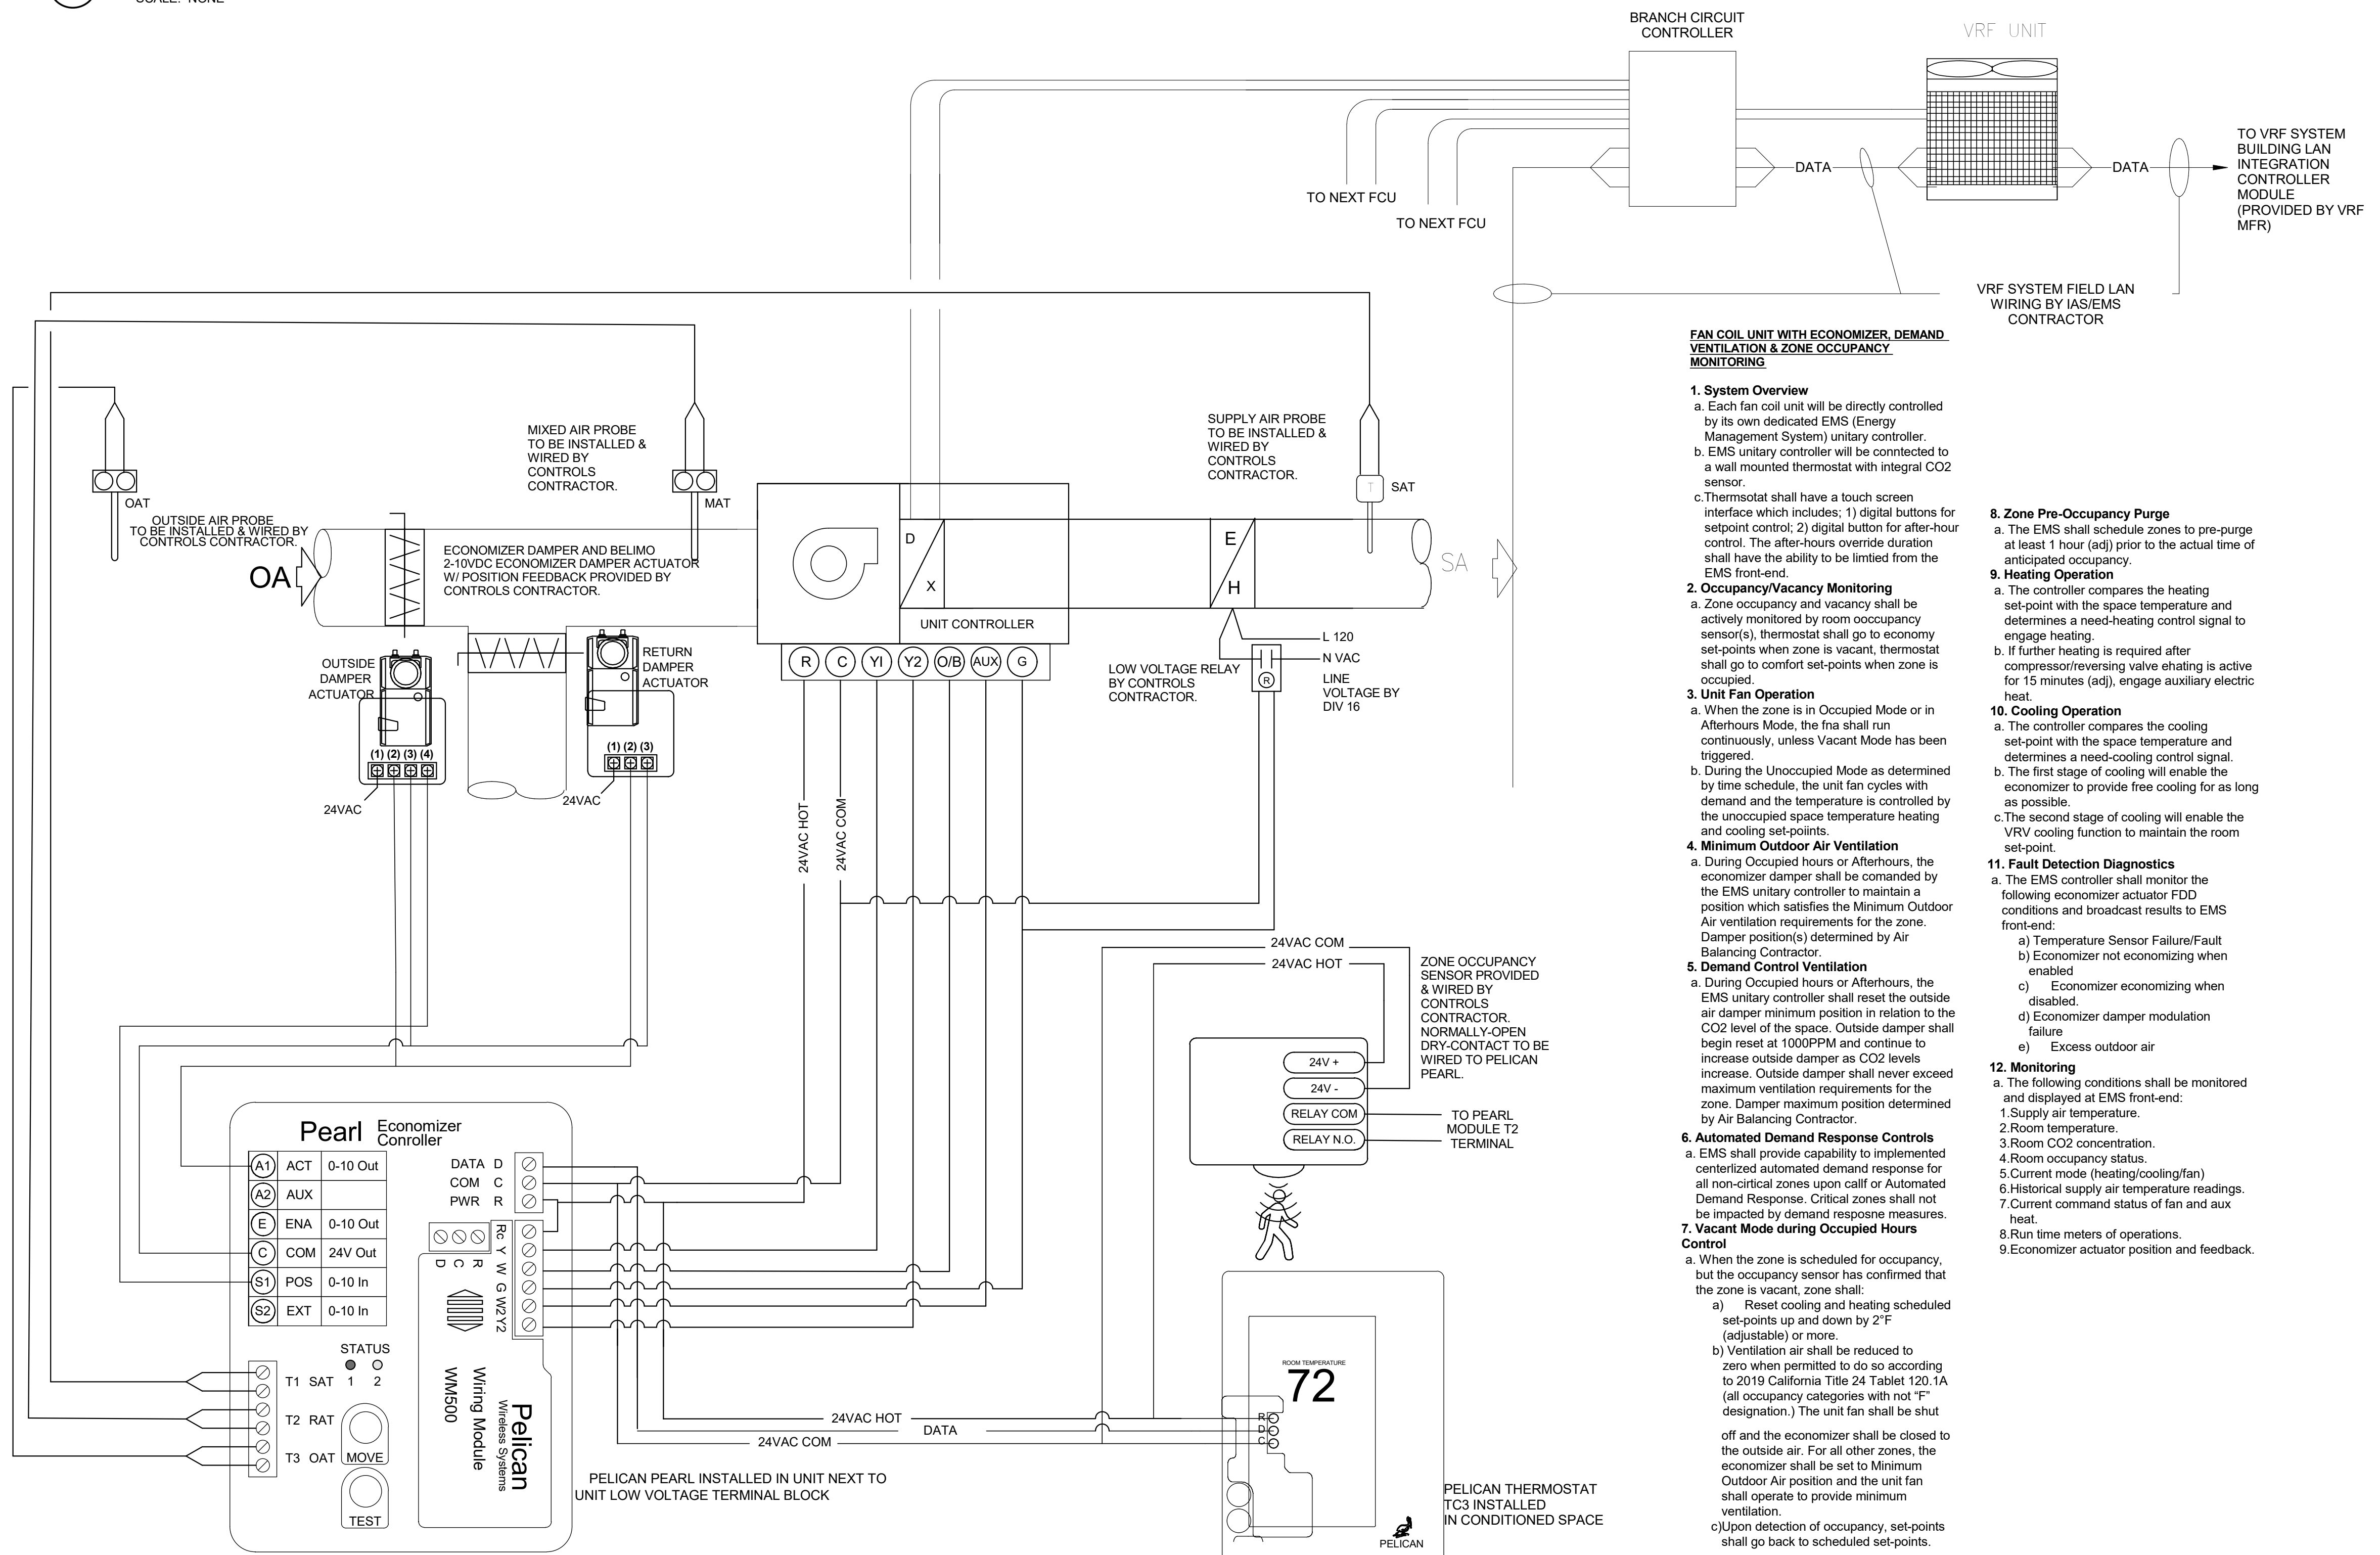 SCALE: NONE
BRANCH CIRCUIT
CONTROLLER
VRF UNIT
TO VRF SYSTEM
BUILDING LAN
INTEGRATION
CONTROLLER
MODULE
(PROVIDED BY VRF
MFR)
DATA
DATA
TO NEXT FCU
TO NEXT FCU
VRF SYSTEM FIELD LAN
WIRING BY IAS/EMS
CONTRACTOR
OAT
OUTSIDE AIR PROBE
TO BE INSTALLED & WIRED BY
CONTROLS CONTRACTOR.
MIXED AIR PROBE
TO BE INSTALLED &
WIRED BY
CONTROLS
CONTRACTOR.
MAT
SUPPLY AIR PROBE
TO BE INSTALLED &
WIRED BY
CONTROLS
CONTRACTOR.
T
SAT
OA
ECONOMIZER DAMPER AND BELIMO
2-10VDC ECONOMIZER DAMPER ACTUATOR
W/ POSITION FEEDBACK PROVIDED BY
CONTROLS CONTRACTOR.
D
X
E
H
SA
UNIT CONTROLLER
R C YI Y2 O/B AUX G
OUTSIDE
DAMPER
ACTUATOR
(1) (2) (3) (4)
24VAC
RETURN
DAMPER
ACTUATOR
(1) (2) (3)
24VAC
LOW VOLTAGE RELAY
BY CONTROLS
CONTRACTOR.
R
L 120
N VAC
LINE
VOLTAGE BY
DIV 16
24VAC HOT
24VAC COM
24VAC COM
24VAC HOT
ZONE OCCUPANCY
SENSOR PROVIDED
& WIRED BY
CONTROLS
CONTRACTOR.
NORMALLY-OPEN
DRY-CONTACT TO BE
WIRED TO PELICAN
PEARL.
24V +
24V -
RELAY COM
RELAY N.O.
TO PEARL
MODULE T2
TERMINAL
Pearl Economizer
Conroller
A1 ACT 0-10 Out
A2 AUX
E ENA 0-10 Out
C COM 24V Out
S1 POS 0-10 In
S2 EXT 0-10 In
DATA D
COM C
PWR R
Rc Y W G W2 Y2
D C R
STATUS
1 2
T1 SAT
T2 RAT
T3 OAT
MOVE
TEST
Pelican
Wireless Systems
Wiring Module
WM500
24VAC HOT
DATA
24VAC COM
PELICAN PEARL INSTALLED IN UNIT NEXT TO
UNIT LOW VOLTAGE TERMINAL BLOCK
ROOM TEMPERATURE
72
R
D
C
PELICAN
PELICAN THERMOSTAT
TC3 INSTALLED
IN CONDITIONED SPACE
FAN COIL UNIT WITH ECONOMIZER, DEMAND
VENTILATION & ZONE OCCUPANCY
MONITORING
1. System Overview
a. Each fan coil unit will be directly controlled
by its own dedicated EMS (Energy
Management System) unitary controller.
b. EMS unitary controller will be conntected to
a wall mounted thermostat with integral CO2
sensor.
c.Thermsotat shall have a touch screen
interface which includes; 1) digital buttons for
setpoint control; 2) digital button for after-hour
control. The after-hours override duration
shall have the ability to be limtied from the
EMS front-end.
2. Occupancy/Vacancy Monitoring
a. Zone occupancy and vacancy shall be
actively monitored by room ooccupancy
sensor(s), thermostat shall go to economy
set-points when zone is vacant, thermostat
shall go to comfort set-points when zone is
occupied.
3. Unit Fan Operation
a. When the zone is in Occupied Mode or in
Afterhours Mode, the fna shall run
continuously, unless Vacant Mode has been
triggered.
b. During the Unoccupied Mode as determined
by time schedule, the unit fan cycles with
demand and the temperature is controlled by
the unoccupied space temperature heating
and cooling set-poiints.
4. Minimum Outdoor Air Ventilation
a. During Occupied hours or Afterhours, the
economizer damper shall be comanded by
the EMS unitary controller to maintain a
position which satisfies the Minimum Outdoor
Air ventilation requirements for the zone.
Damper position(s) determined by Air
Balancing Contractor.
5. Demand Control Ventilation
a. During Occupied hours or Afterhours, the
EMS unitary controller shall reset the outside
air damper minimum position in relation to the
CO2 level of the space. Outside damper shall
begin reset at 1000PPM and continue to
increase outside damper as CO2 levels
increase. Outside damper shall never exceed
maximum ventilation requirements for the
zone. Damper maximum position determined
by Air Balancing Contractor.
6. Automated Demand Response Controls
a. EMS shall provide capability to implemented
centerlized automated demand response for
all non-cirtical zones upon callf or Automated
Demand Response. Critical zones shall not
be impacted by demand resposne measures.
7. Vacant Mode during Occupied Hours
Control
a. When the zone is scheduled for occupancy,
but the occupancy sensor has confirmed that
the zone is vacant, zone shall:
a) Reset cooling and heating scheduled
set-points up and down by 2°F
(adjustable) or more.
b) Ventilation air shall be reduced to
zero when permitted to do so according
to 2019 California Title 24 Tablet 120.1A
(all occupancy categories with not “F”
designation.) The unit fan shall be shut
off and the economizer shall be closed to
the outside air. For all other zones, the
economizer shall be set to Minimum
Outdoor Air position and the unit fan
shall operate to provide minimum
ventilation.
c)Upon detection of occupancy, set-points
shall go back to scheduled set-points.
8. Zone Pre-Occupancy Purge
a. The EMS shall schedule zones to pre-purge
at least 1 hour (adj) prior to the actual time of
anticipated occupancy.
9. Heating Operation
a. The controller compares the heating
set-point with the space temperature and
determines a need-heating control signal to
engage heating.
b. If further heating is required after
compressor/reversing valve ehating is active
for 15 minutes (adj), engage auxiliary electric
heat.
10. Cooling Operation
a. The controller compares the cooling
set-point with the space temperature and
determines a need-cooling control signal.
b. The first stage of cooling will enable the
economizer to provide free cooling for as long
as possible.
c.The second stage of cooling will enable the
VRV cooling function to maintain the room
set-point.
11. Fault Detection Diagnostics
a. The EMS controller shall monitor the
following economizer actuator FDD
conditions and broadcast results to EMS
front-end:
a) Temperature Sensor Failure/Fault
b) Economizer not economizing when
enabled
c) Economizer economizing when
disabled.
d) Economizer damper modulation
failure
e) Excess outdoor air
12. Monitoring
a. The following conditions shall be monitored
and displayed at EMS front-end:
1.Supply air temperature.
2.Room temperature.
3.Room CO2 concentration.
4.Room occupancy status.
5.Current mode (heating/cooling/fan)
6.Historical supply air temperature readings.
7.Current command status of fan and aux
heat.
8.Run time meters of operations.
9.Economizer actuator position and feedback.